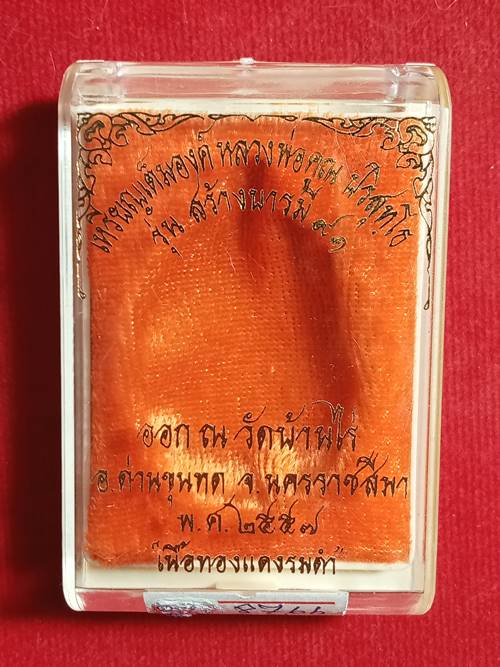 เหรียญเต็มองค์ หลวงพ่อคูณ ปริสุทฺโธ
รุ่น สร้างบารมี ๙๑
ออก ณ วัดบ้านไร่
อ.ด่านขุนทด จ.นครราชสีมา
พ.ศ. ๒๕๕๗
เนื้อทองแดงรมดำ